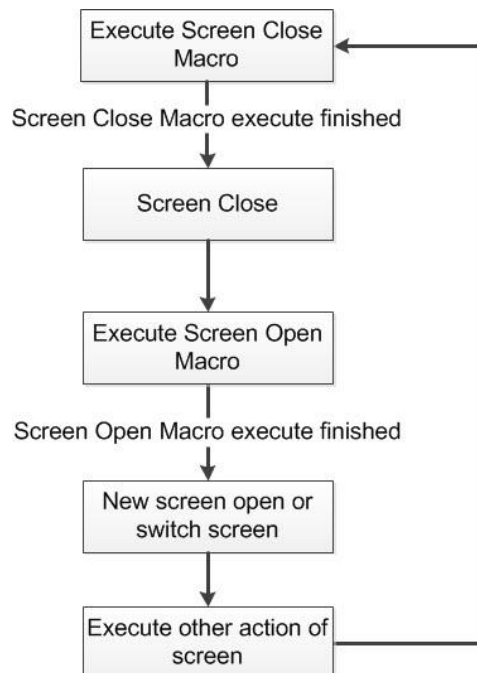 Execute Screen Close
Macro
Screen Close Macro execute finished
Screen Close
Execute Screen Open
Macro
Screen Open Macro execute finished
New screen open or
switch screen
Execute other action of
screen